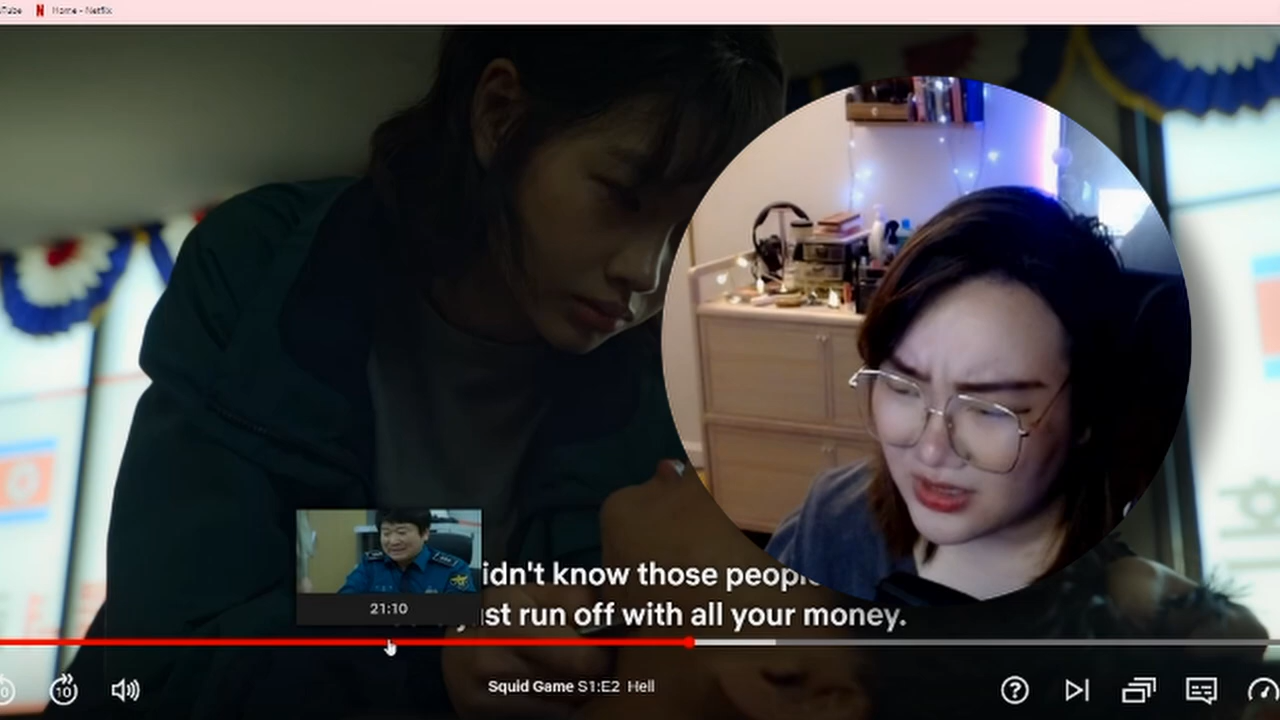 Home - Netflix
idn't know those people
ust run off with all your money.
21:10
Squid Game S1:E2 Hell
10